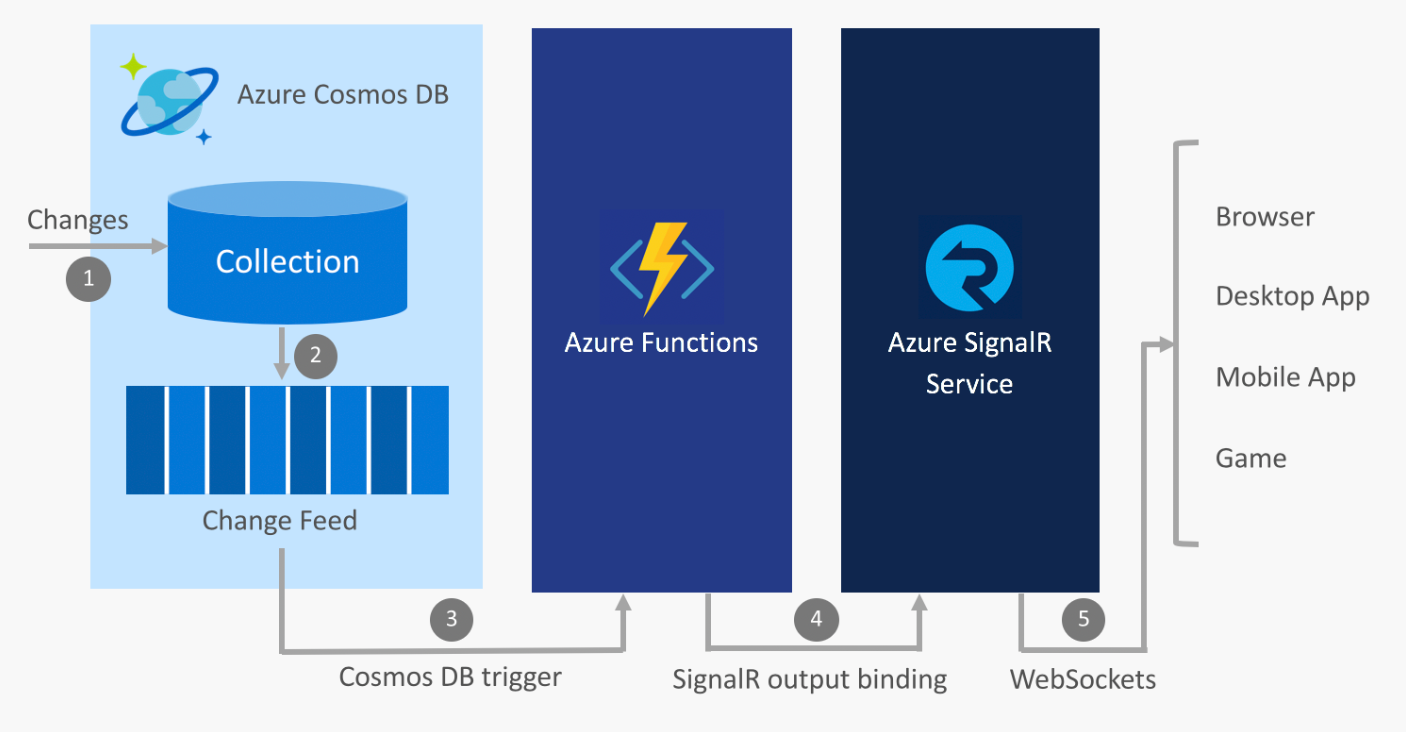 Azure Cosmos DB
Changes
1
Collection
2
Change Feed
3
Cosmos DB trigger
Azure Functions
4
SignalR output binding
Azure SignalR
Service
5
WebSockets
Browser
Desktop App
Mobile App
Game